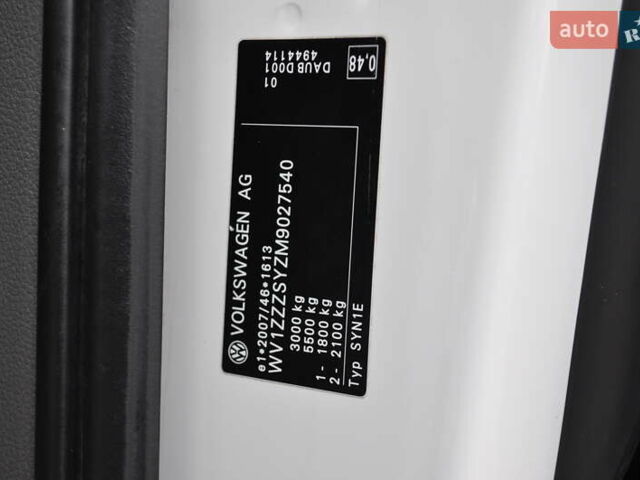 VOLKSWAGEN AG
e1*2007/46*1613
WV1ZZZSYZM9027540
3000 kg
5500 kg
1- 1800 kg
2- 2100 kg
Typ SYN1E
01
DAUB D001
4944114
0,48
auto
R